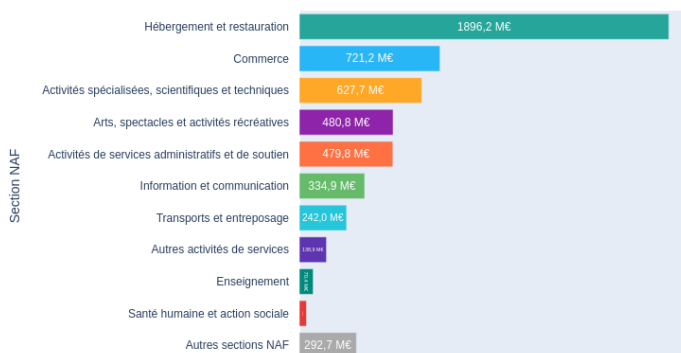 Section NAF
Hébergement et restauration 1896,2 M€
Commerce 721,2 M€
Activités spécialisées, scientifiques et techniques 627,7 M€
Arts, spectacles et activités récréatives 480,8 M€
Activités de services administratifs et de soutien 479,8 M€
Information et communication 334,9 M€
Transports et entreposage 242,0 M€
Autres activités de services
Enseignement
Santé humaine et action sociale
Autres sections NAF 292,7 M€